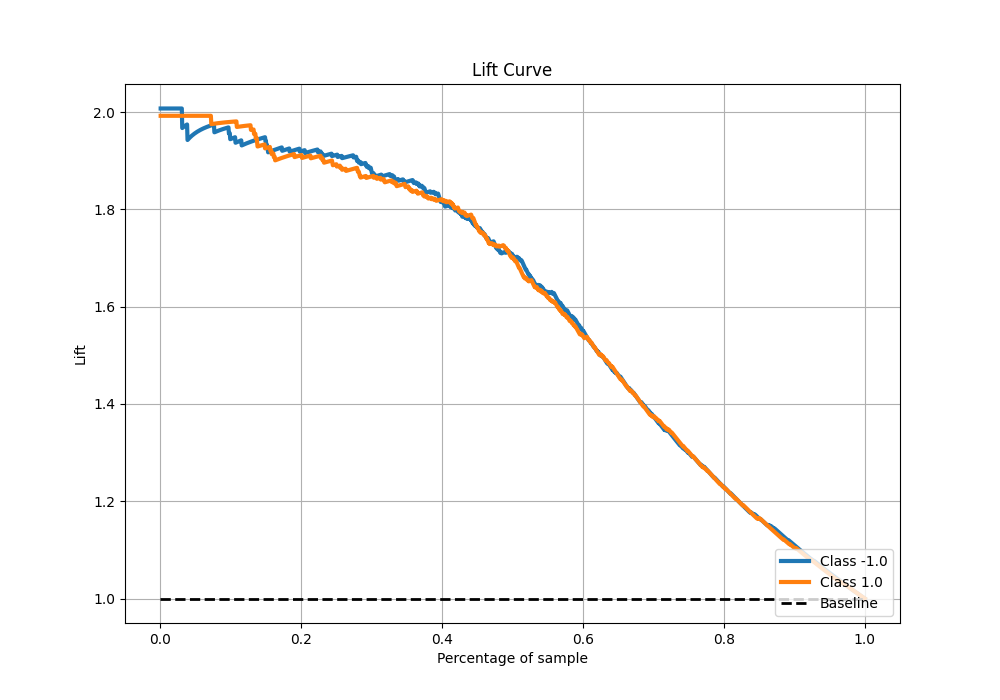 Lift Curve
2.0
1.8
1.6
1.4
1.2
1.0
Lift
0.0 0.2 0.4 0.6 0.8 1.0
Percentage of sample
Class -1.0
Class 1.0
Baseline